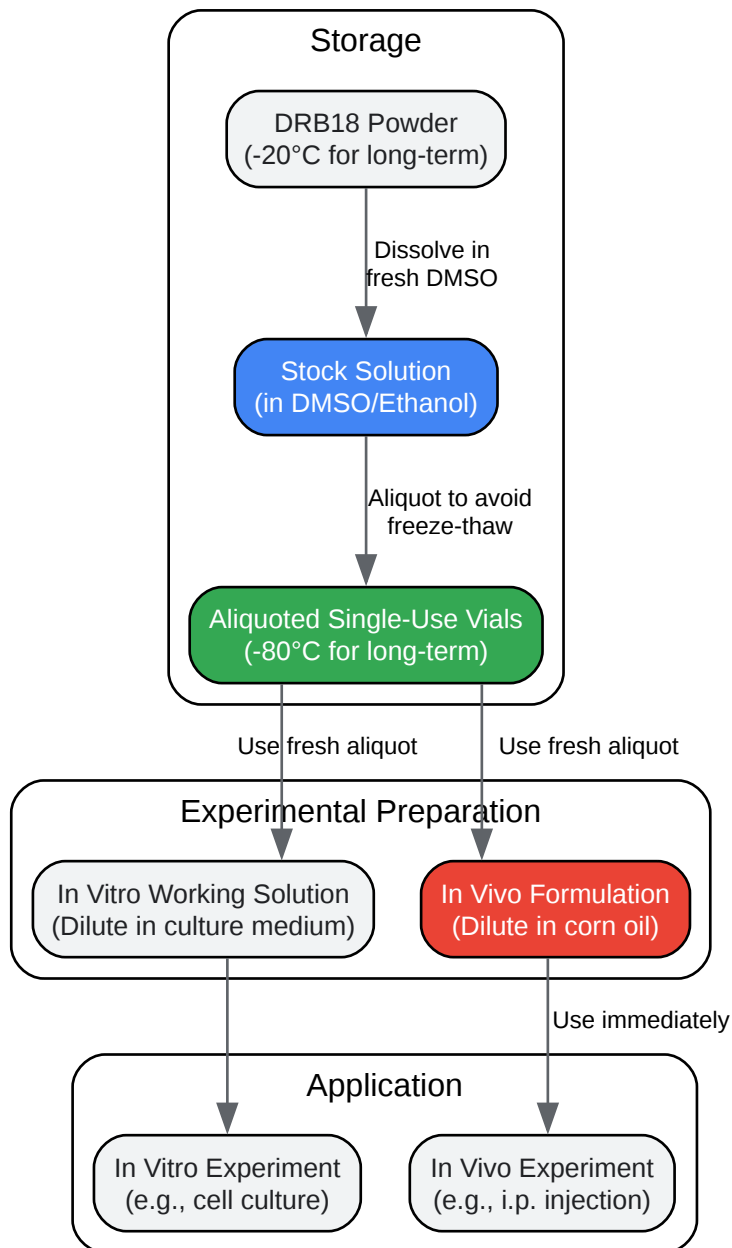 Storage
DRB18 Powder
(-20°C for long-term)
Dissolve in
fresh DMSO
Stock Solution
(in DMSO/Ethanol)
Aliquot to avoid
freeze-thaw
Aliquoted Single-Use Vials
(-80°C for long-term)
Use fresh aliquot
Use fresh aliquot
Experimental Preparation
In Vitro Working Solution
(Dilute in culture medium)
In Vivo Formulation
(Dilute in corn oil)
Use immediately
Application
In Vitro Experiment
(e.g., cell culture)
In Vivo Experiment
(e.g., i.p. injection)